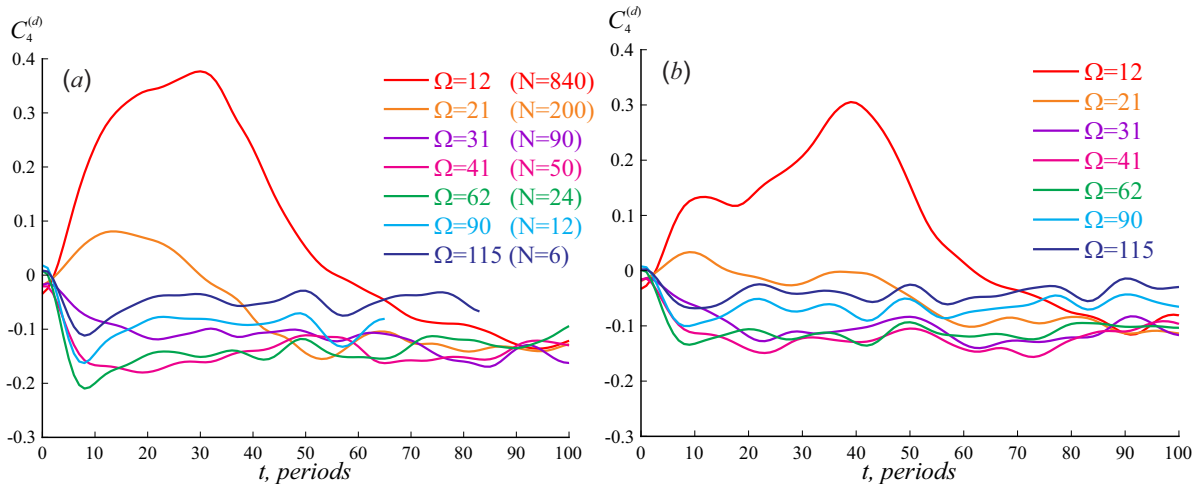 C₄⁽ᵈ⁾
0.4
0.3
0.2
0.1
0
-0.1
-0.2
-0.3
(a)
Ω=12 (N=840)
Ω=21 (N=200)
Ω=31 (N=90)
Ω=41 (N=50)
Ω=62 (N=24)
Ω=90 (N=12)
Ω=115 (N=6)
0 10 20 30 40 50 60 70 80 90 100
t, periods
C₄⁽ᵈ⁾
0.4
0.3
0.2
0.1
0
-0.1
-0.2
-0.3
(b)
Ω=12
Ω=21
Ω=31
Ω=41
Ω=62
Ω=90
Ω=115
0 10 20 30 40 50 60 70 80 90 100
t, periods